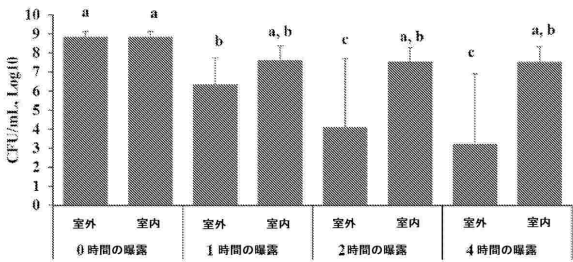 10
9
8
7
6
5
4
3
2
1
0
CFU/mL, Log10
a
a
b
a, b
c
a, b
c
a, b
室外 室内 室外 室内 室外 室内 室外 室内
0 時間の曝露 1 時間の曝露 2時間の曝露 4 時間の曝露